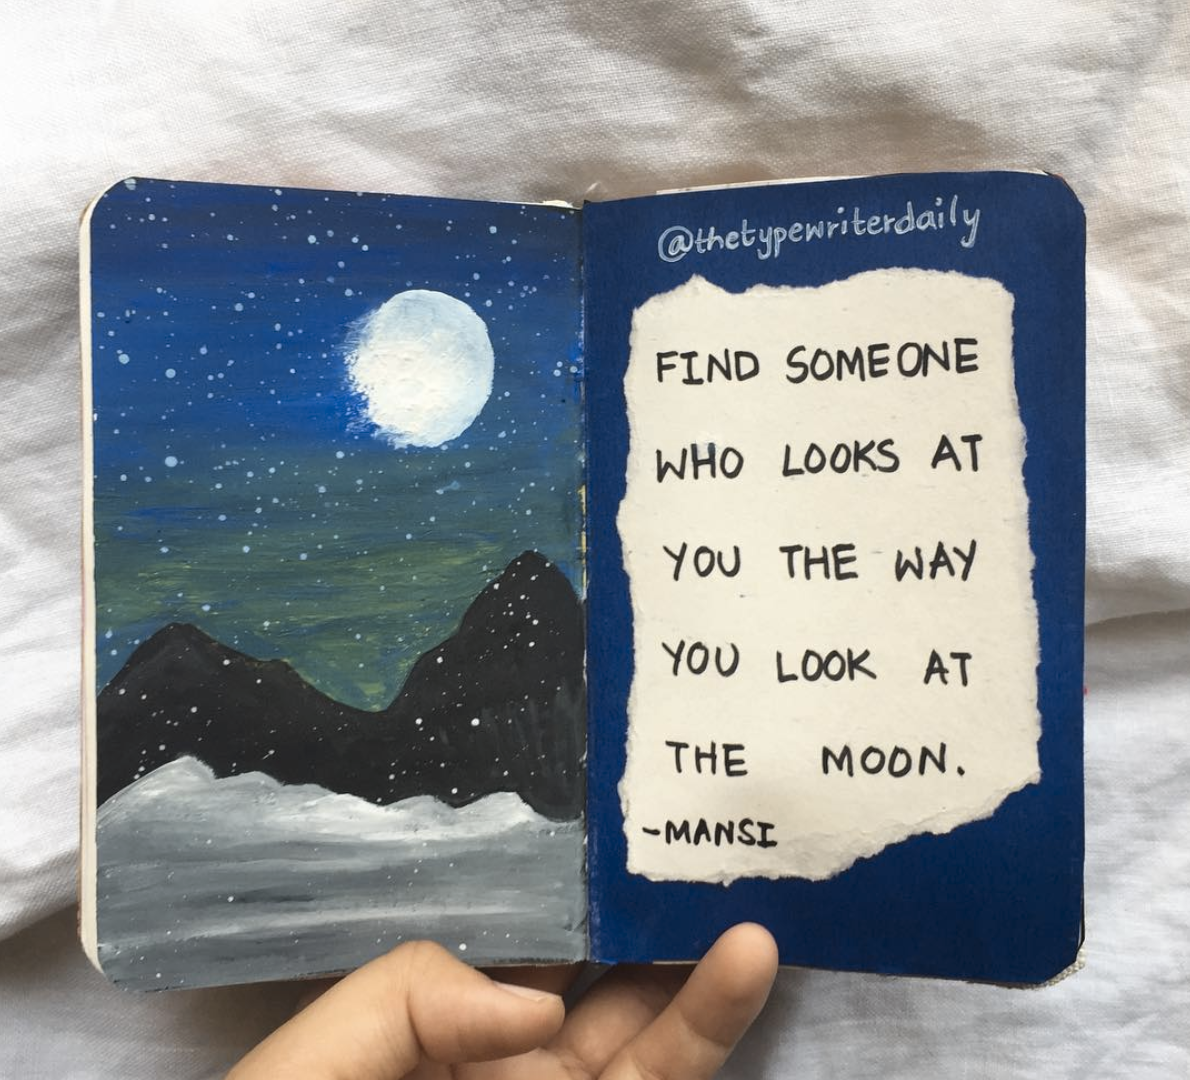 @thetypewriterdaily
FIND SOMEONE
WHO LOOKS AT
YOU THE WAY
YOU LOOK AT
THE MOON.
-MANSI